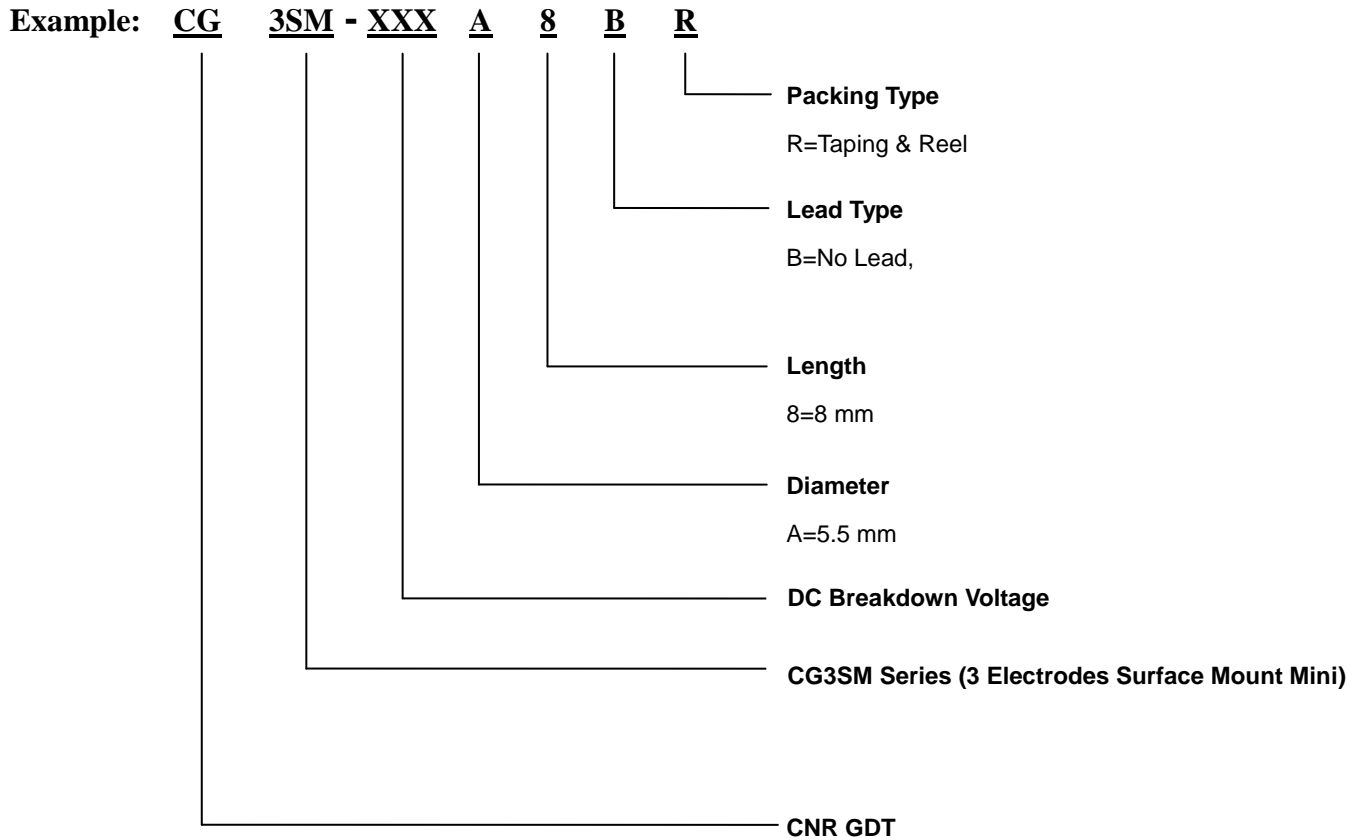 Example: CG 3SM - XXX A 8 B R
Packing Type
R=Taping & Reel
Lead Type
B=No Lead,
Length
8=8 mm
Diameter
A=5.5 mm
DC Breakdown Voltage
CG3SM Series (3 Electrodes Surface Mount Mini)
CNR GDT